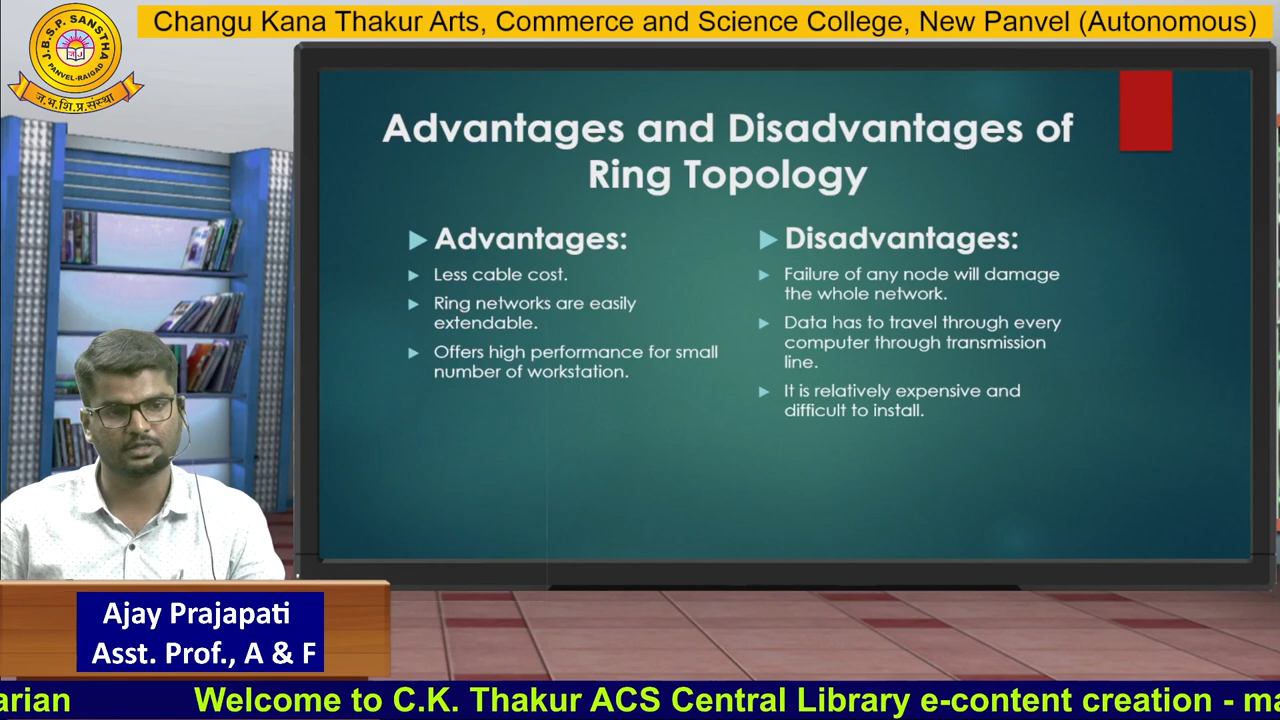 Changu Kana Thakur Arts, Commerce and Science College, New Panvel (Autonomous)
J.B.S.P. SANSTHA
PANVEL-RAIGAD
ज.भ.शि.प्र.संस्था
Advantages and Disadvantages of
Ring Topology
Advantages:
Less cable cost.
Ring networks are easily
extendable.
Offers high performance for small
number of workstation.
Disadvantages:
Failure of any node will damage
the whole network.
Data has to travel through every
computer through transmission
line.
It is relatively expensive and
difficult to install.
Ajay Prajapati
Asst. Prof., A & F
arian Welcome to C.K. Thakur ACS Central Library e-content creation - ma